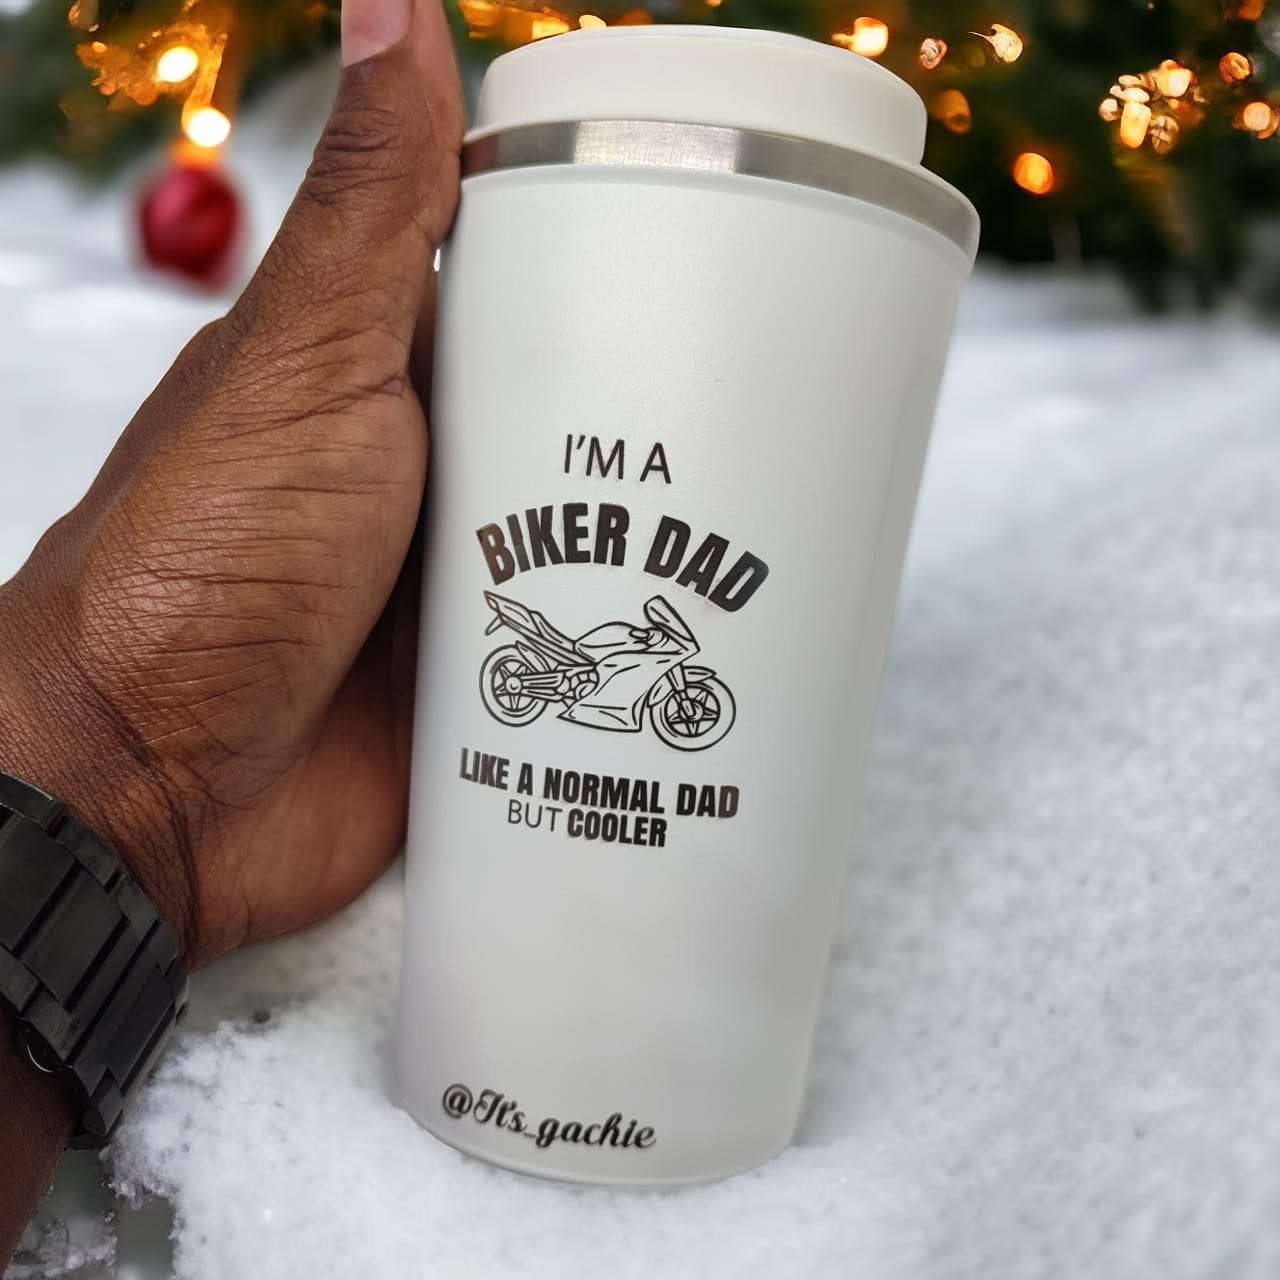 I'M A
BIKER DAD
LIKE A NORMAL DAD
BUT COOLER
@It's_gachie